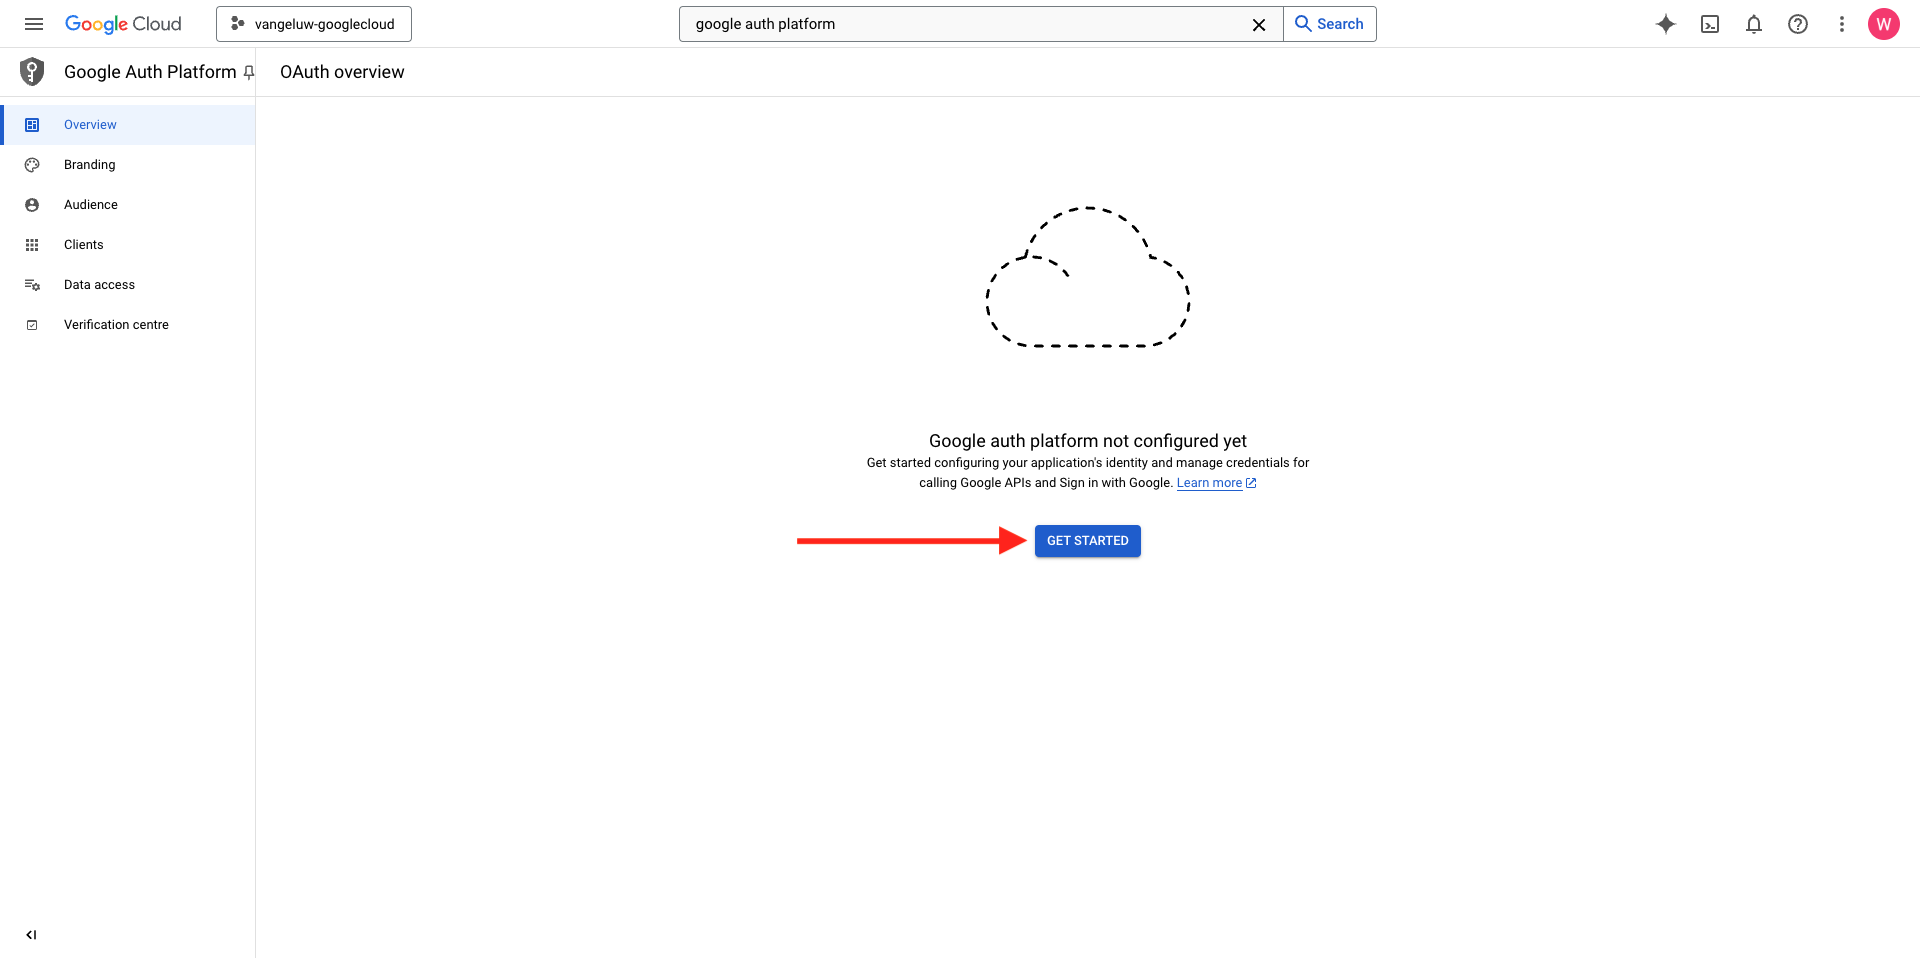 Google Cloud
vangeluw-googlecloud
google auth platform
Search
W
Google Auth Platform
OAuth overview
Overview
Branding
Audience
Clients
Data access
Verification centre
Google auth platform not configured yet
Get started configuring your application's identity and manage credentials for
calling Google APIs and Sign in with Google. Learn more
GET STARTED